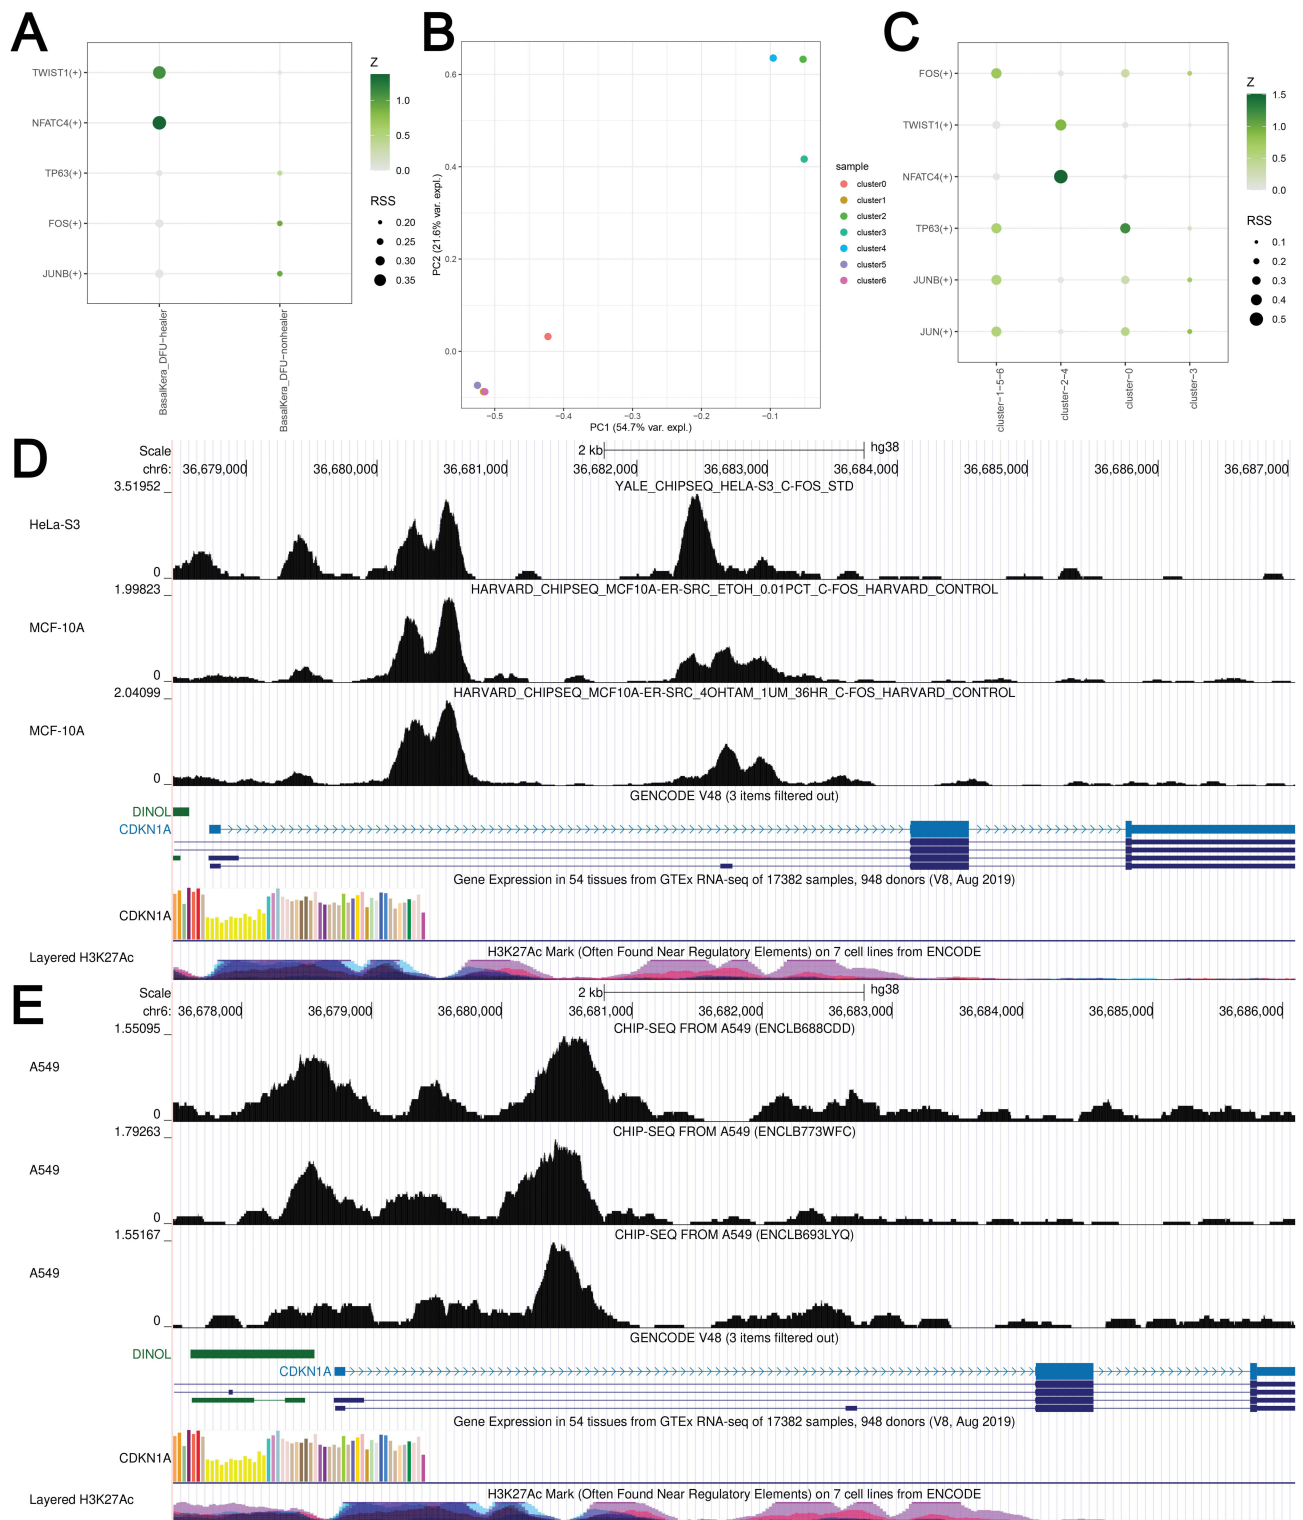 A
TWIST1(+)
NFATC4(+)
TP63(+)
FOS(+)
JUNB(+)
BasalKera_DFU-healer
BasalKera_DFU-nonhealer
Z
1.0
0.5
0.0
RSS
0.20
0.25
0.30
0.35
B
PC2 (21.6% var. expl.)
0.6
0.4
0.2
0.0
−0.5
−0.4
−0.3
−0.2
−0.1
PC1 (54.7% var. expl.)
sample
cluster0
cluster1
cluster2
cluster3
cluster4
cluster5
cluster6
C
FOS(+)
TWIST1(+)
NFATC4(+)
TP63(+)
JUNB(+)
JUN(+)
cluster−1−5−6
cluster−2−4
cluster−0
cluster−3
Z
1.5
1.0
0.5
0.0
RSS
0.1
0.2
0.3
0.4
0.5
D
Scale 2 kb hg38
chr6: 36,679,000 36,680,000 36,681,000 36,682,000 36,683,000 36,684,000 36,685,000 36,686,000 36,687,000
3.51952 YALE_CHIPSEQ_HELA-S3_C-FOS_STD
HeLa-S3
0
1.99823 HARVARD_CHIPSEQ_MCF10A-ER-SRC_ETOH_0.01PCT_C-FOS_HARVARD_CONTROL
MCF-10A
0
2.04099 HARVARD_CHIPSEQ_MCF10A-ER-SRC_4OHTAM_1UM_36HR_C-FOS_HARVARD_CONTROL
MCF-10A
0
GENCODE V48 (3 items filtered out)
DINOL
CDKN1A
Gene Expression in 54 tissues from GTEx RNA-seq of 17382 samples, 948 donors (V8, Aug 2019)
CDKN1A
H3K27Ac Mark (Often Found Near Regulatory Elements) on 7 cell lines from ENCODE
Layered H3K27Ac
E
Scale 2 kb hg38
chr6: 36,678,000 36,679,000 36,680,000 36,681,000 36,682,000 36,683,000 36,684,000 36,685,000 36,686,000
1.55095 CHIP-SEQ FROM A549 (ENCLB688CDD)
A549
0
1.79263 CHIP-SEQ FROM A549 (ENCLB773WFC)
A549
0
1.55167 CHIP-SEQ FROM A549 (ENCLB693LYQ)
A549
0
GENCODE V48 (3 items filtered out)
DINOL
CDKN1A
Gene Expression in 54 tissues from GTEx RNA-seq of 17382 samples, 948 donors (V8, Aug 2019)
CDKN1A
H3K27Ac Mark (Often Found Near Regulatory Elements) on 7 cell lines from ENCODE
Layered H3K27Ac